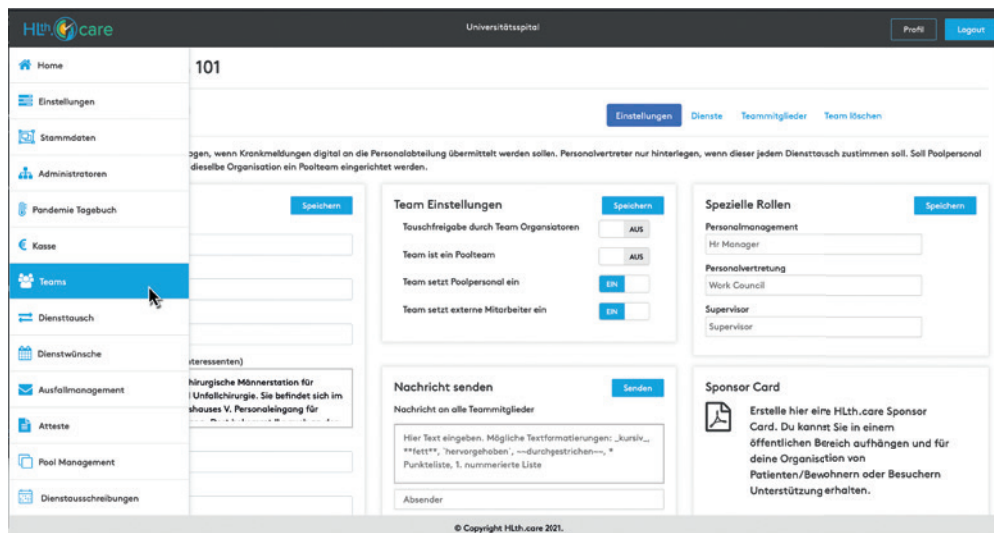 HLth.care
Universitätsspital
Profil
Logout
Home
Einstellungen
Stammdaten
Administratoren
Pandemie Tagebuch
Kasse
Teams
Diensttausch
Dienstwünsche
Ausfallmanagement
Atteste
Pool Management
Dienstausschreibungen
101
Einstellungen Dienste Teammitglieder Team löschen
agen, wenn Krankmeldungen digital an die Personalabteilung übermittelt werden sollen. Personalvertreter nur hinterlegen, wenn dieser jedem Diensttausch zustimmen soll. Soll Poolpersonal
dieselbe Organisation ein Poolteam eingerichtet werden.
Speichern
nteressenten)
hirurgische Männerstation für
Unfallchirurgie. Sie befindet sich im
shauses V. Personaleingang für
Team Einstellungen
Speichern
Tauschfreigabe durch Team Organsiatoren
AUS
Team ist ein Poolteam
AUS
Team setzt Poolpersonal ein
EIN
Team setzt externe Mitarbeiter ein
EIN
Spezielle Rollen
Speichern
Personalmanagement
Hr Manager
Personalvertretung
Work Council
Supervisor
Supervisor
Nachricht senden
Senden
Nachricht an alle Teammitglieder
Hier Text eingeben. Mögliche Textformatierungen: _kursiv_,
**fett**, `hervorgehoben`, ~~durchgestrichen~~, *
Punkteliste, 1. nummerierte Liste
Absender
Sponsor Card
Erstelle hier eine HLth.care Sponsor
Card. Du kannst Sie in einem
öffentlichen Bereich aufhängen und für
deine Organisction von
Patienten/Bewohnern oder Besuchern
Unterstützung erhalten.
© Copyright HLth.care 2021.